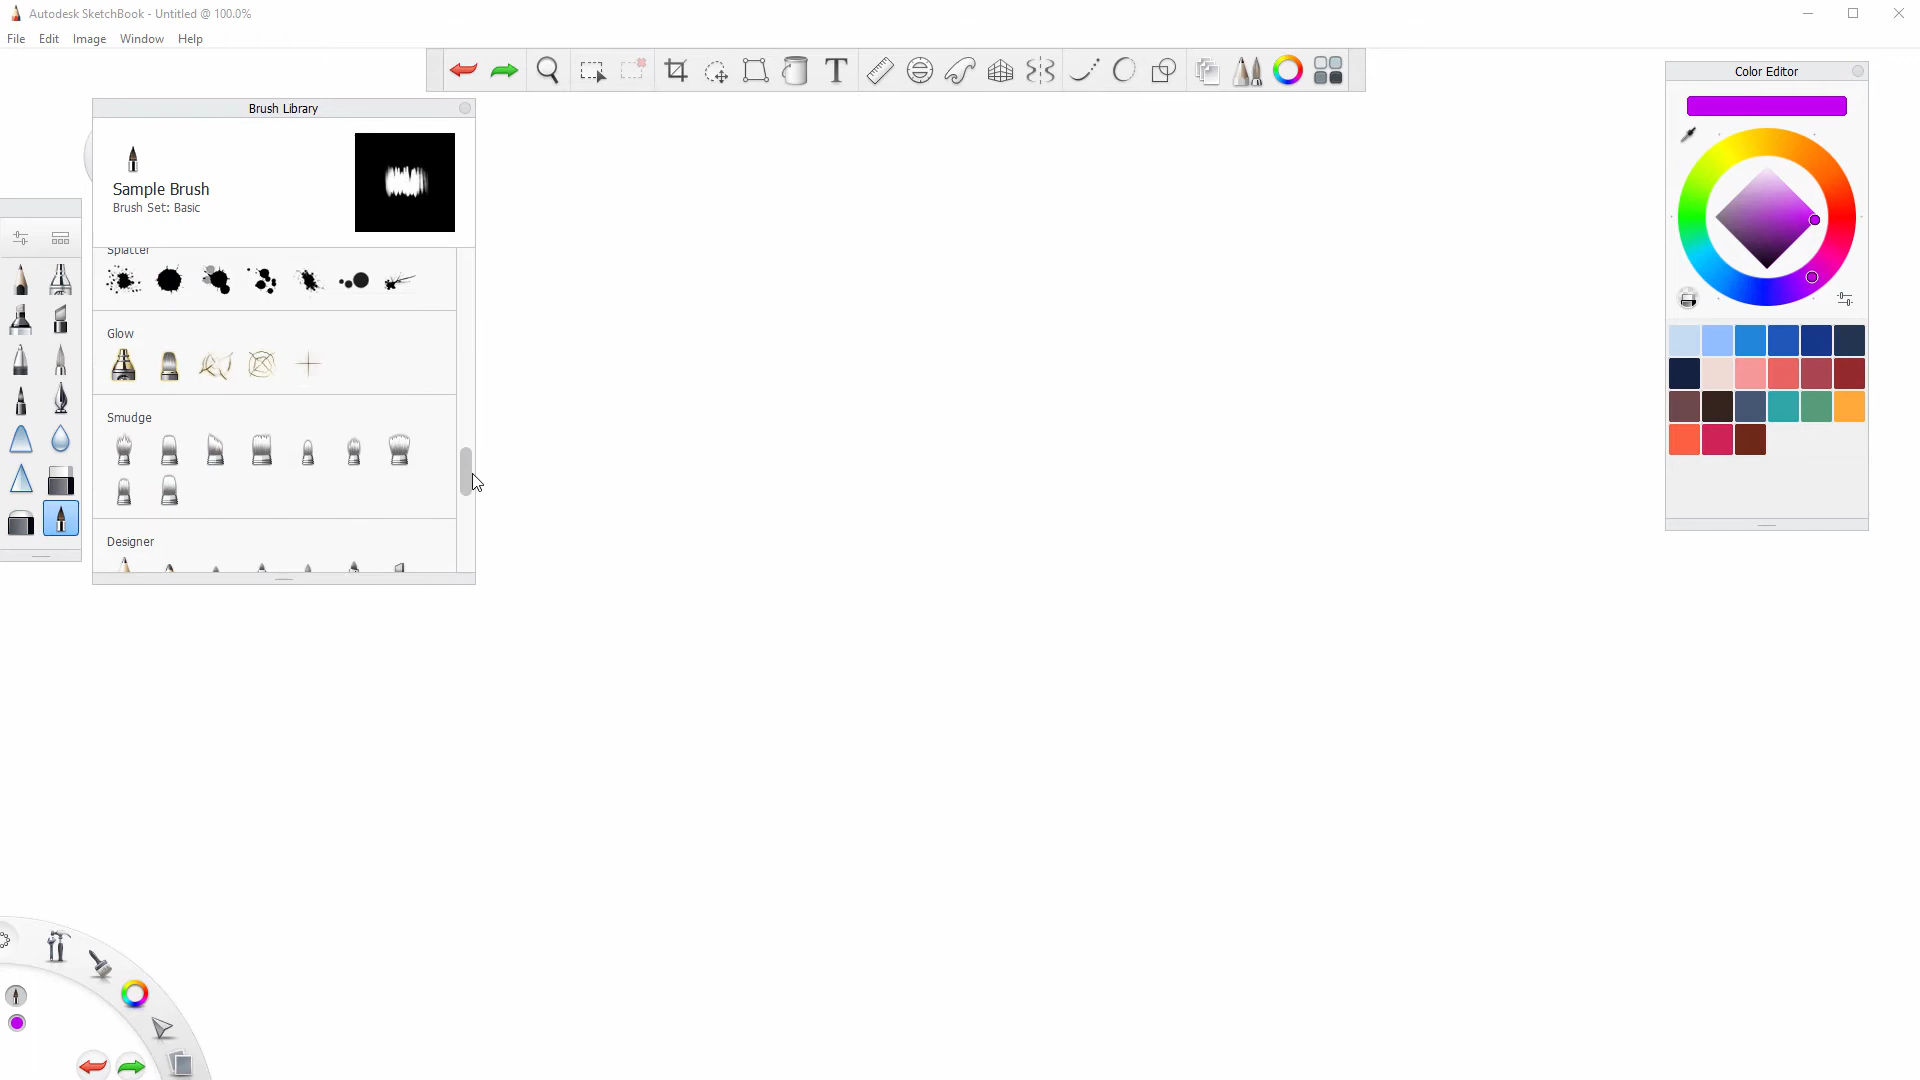 Autodesk SketchBook - Untitled @ 100.0%
File Edit Image Window Help
Color Editor
Brush Library
Sample Brush
Brush Set: Basic
Splatter
Glow
Smudge
Designer